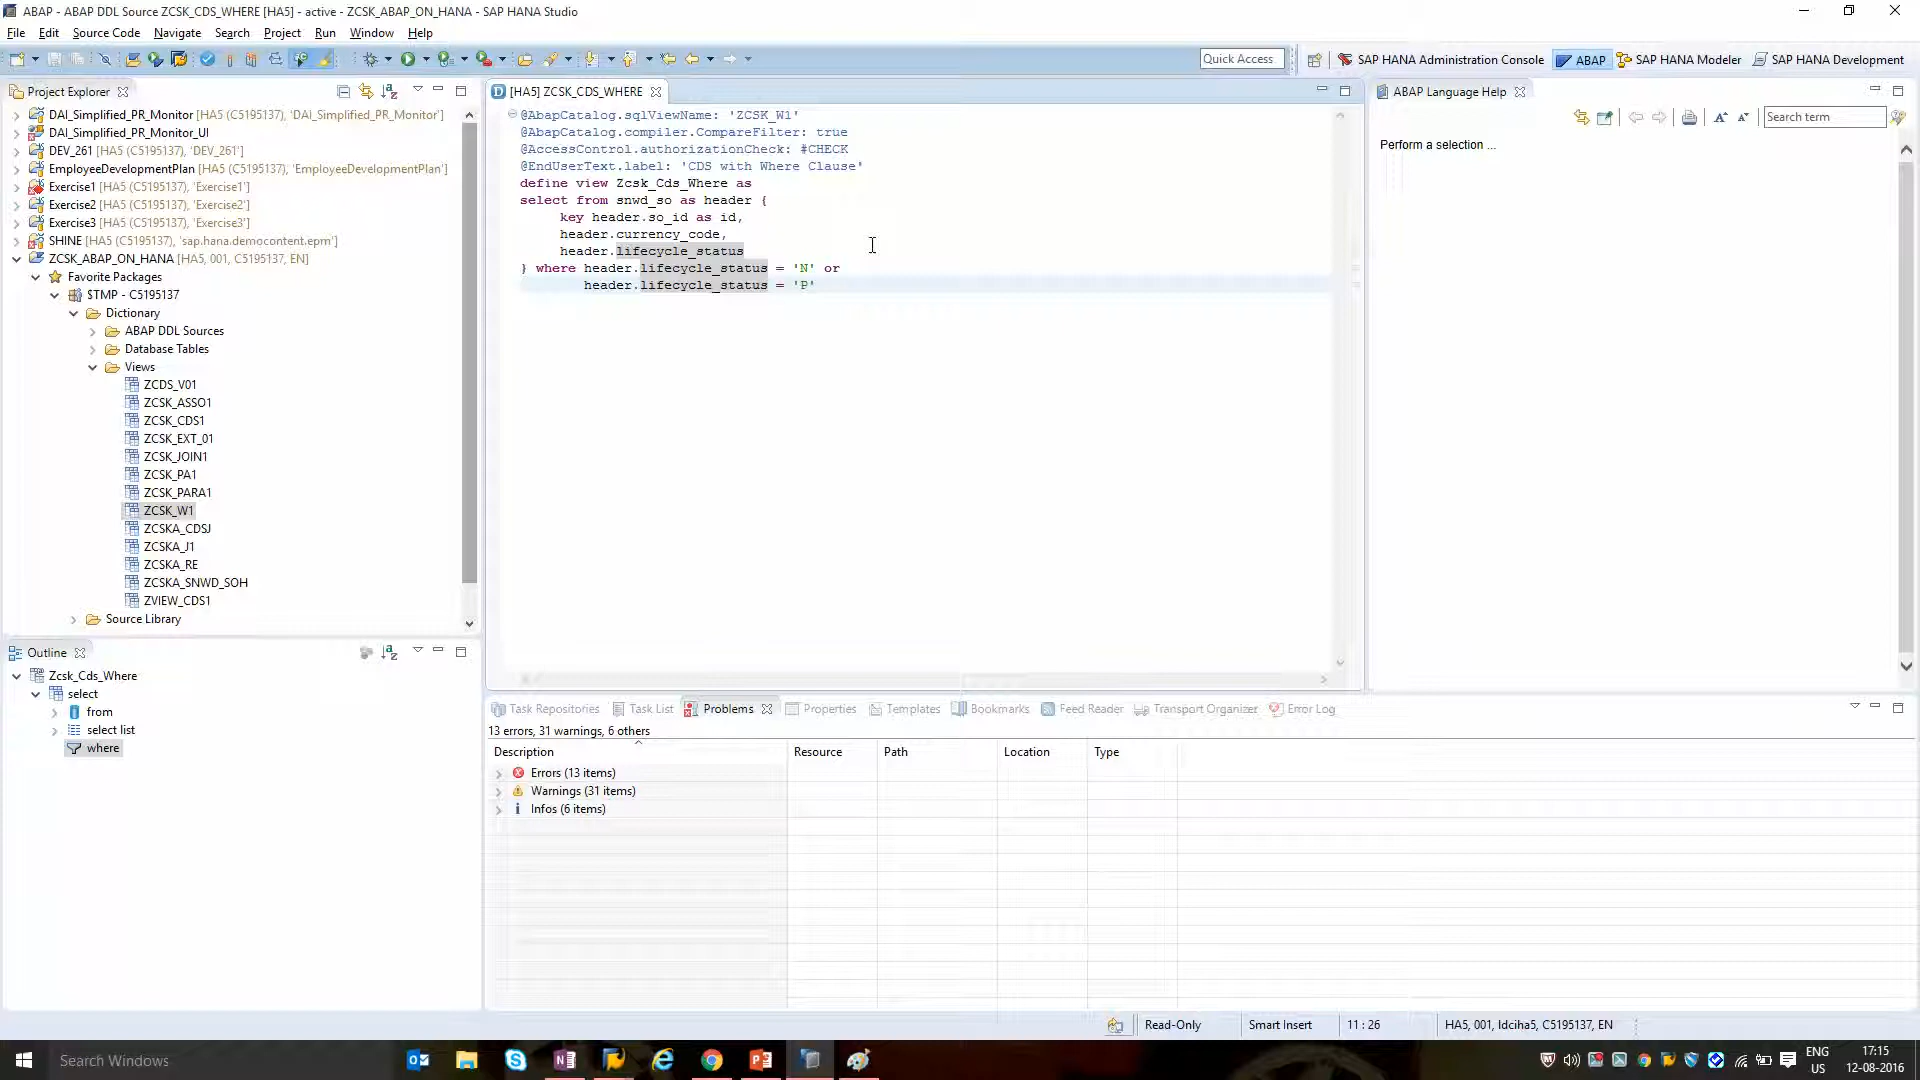 ABAP - ABAP DDL Source ZCSK_CDS_WHERE [HA5] - active - ZCSK_ABAP_ON_HANA - SAP HANA Studio
File Edit Source Code Navigate Search Project Run Window Help
Quick Access SAP HANA Administration Console ABAP SAP HANA Modeler SAP HANA Development
Project Explorer
DAI_Simplified_PR_Monitor [HA5 (C5195137), 'DAI_Simplified_PR_Monitor']
DAI_Simplified_PR_Monitor_UI
DEV_261 [HA5 (C5195137), 'DEV_261']
EmployeeDevelopmentPlan [HA5 (C5195137), 'EmployeeDevelopmentPlan']
Exercise1 [HA5 (C5195137), 'Exercise1']
Exercise2 [HA5 (C5195137), 'Exercise2']
Exercise3 [HA5 (C5195137), 'Exercise3']
SHINE [HA5 (C5195137), 'sap.hana.democontent.epm']
ZCSK_ABAP_ON_HANA [HA5, 001, C5195137, EN]
Favorite Packages
$TMP - C5195137
Dictionary
ABAP DDL Sources
Database Tables
Views
ZCDS_V01
ZCSK_ASSO1
ZCSK_CDS1
ZCSK_EXT_01
ZCSK_JOIN1
ZCSK_PA1
ZCSK_PARA1
ZCSK_W1
ZCSKA_CDSJ
ZCSKA_J1
ZCSKA_RE
ZCSKA_SNWD_SOH
ZVIEW_CDS1
Source Library
Outline
Zcsk_Cds_Where
select
from
select list
where
[HA5] ZCSK_CDS_WHERE
@AbapCatalog.sqlViewName: 'ZCSK_W1'
@AbapCatalog.compiler.CompareFilter: true
@AccessControl.authorizationCheck: #CHECK
@EndUserText.label: 'CDS with Where Clause'
define view Zcsk_Cds_Where as
select from snwd_so as header {
key header.so_id as id,
header.currency_code,
header.lifecycle_status
} where header.lifecycle_status = 'N' or
header.lifecycle_status = 'P'
ABAP Language Help
Search term
Perform a selection ...
Task Repositories Task List Problems Properties Templates Bookmarks Feed Reader Transport Organizer Error Log
13 errors, 31 warnings, 6 others
Description Resource Path Location Type
Errors (13 items)
Warnings (31 items)
Infos (6 items)
Read-Only Smart Insert 11 : 26 HA5, 001, ldciha5, C5195137, EN
Search Windows
ENG
US
17:15
12-08-2016